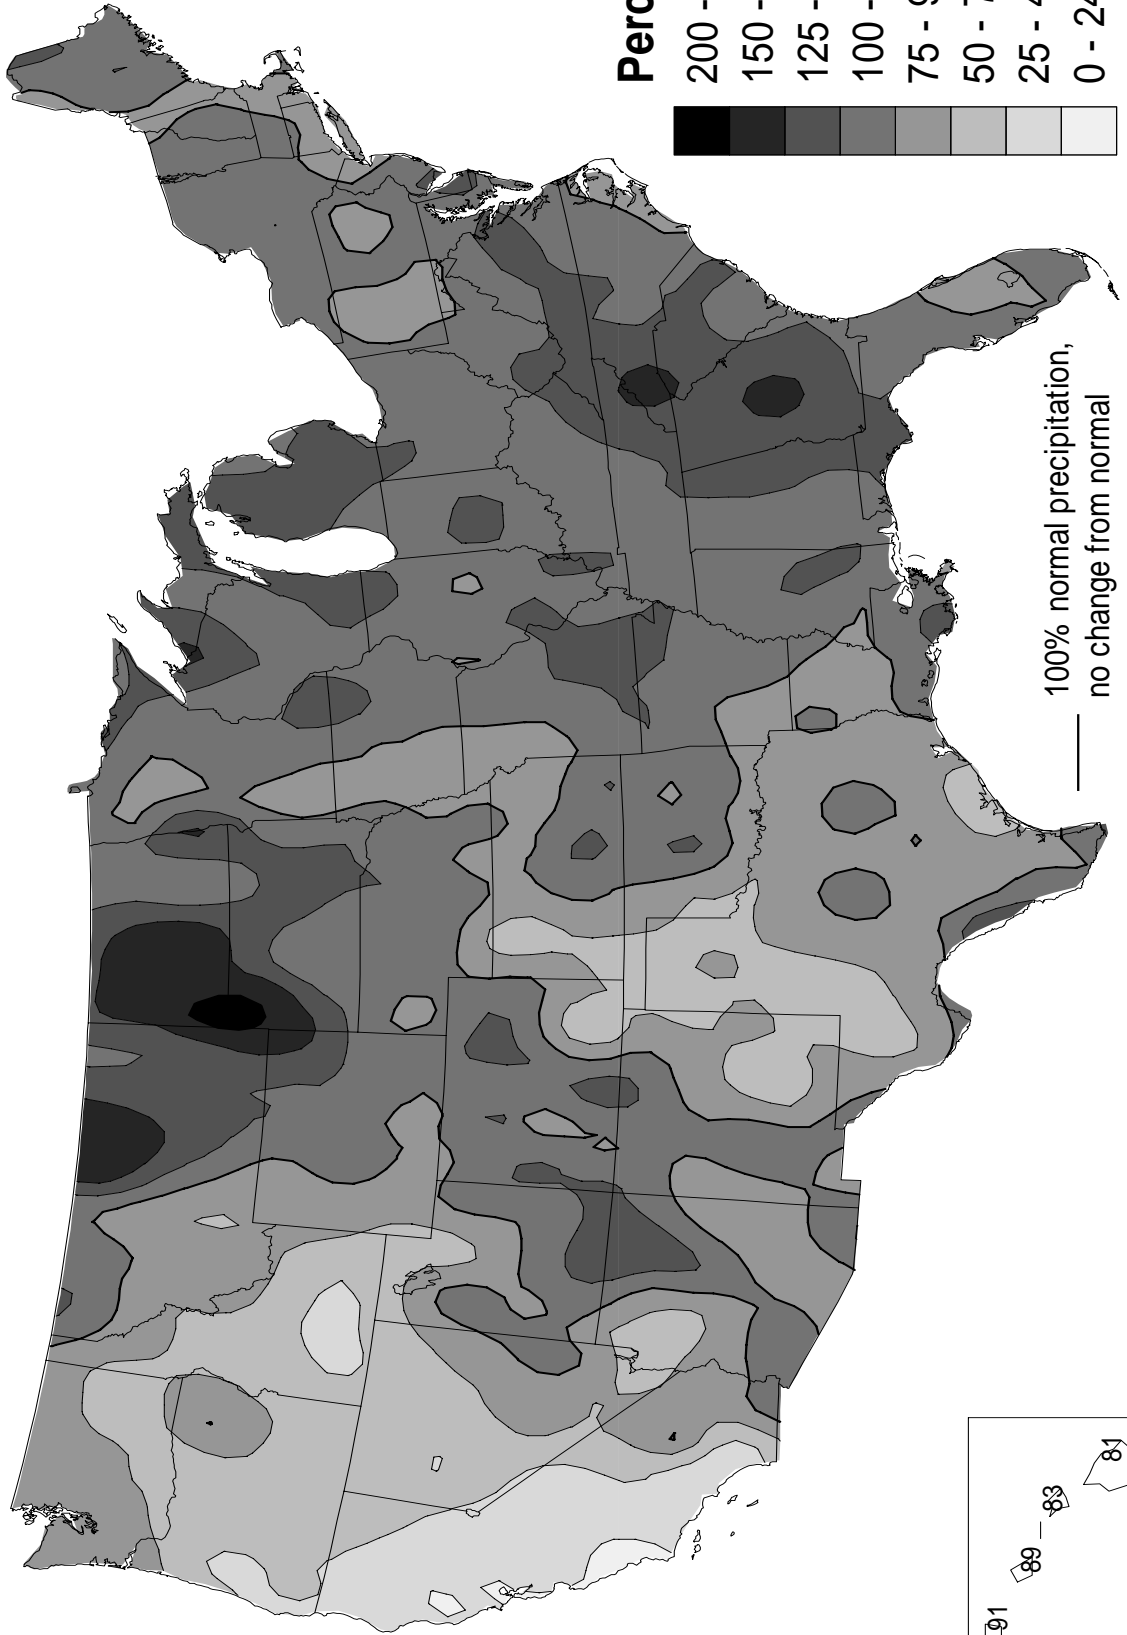 Perc
200 -
150 -
125 -
100 -
75 - 9
50 - 7
25 - 4
0 - 24
100% normal precipitation,
no change from normal
91
89
83
81